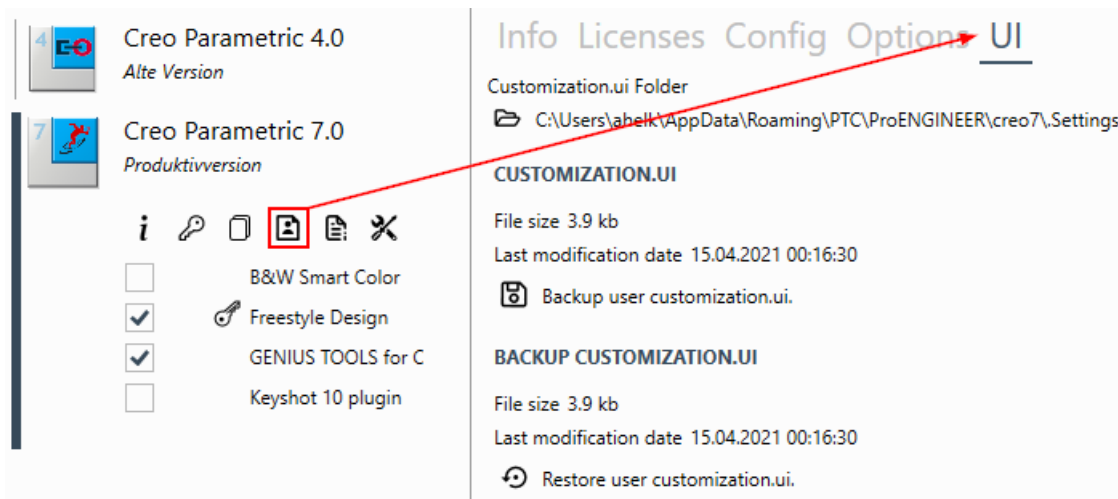 4
Creo Parametric 4.0
Alte Version
7
Creo Parametric 7.0
Produktivversion
i
B&W Smart Color
Freestyle Design
GENIUS TOOLS for C
Keyshot 10 plugin
Info Licenses Config Options UI
Customization.ui Folder
C:\Users\ahelk\AppData\Roaming\PTC\ProENGINEER\creo7\.Settings
CUSTOMIZATION.UI
File size 3.9 kb
Last modification date 15.04.2021 00:16:30
Backup user customization.ui.
BACKUP CUSTOMIZATION.UI
File size 3.9 kb
Last modification date 15.04.2021 00:16:30
Restore user customization.ui.